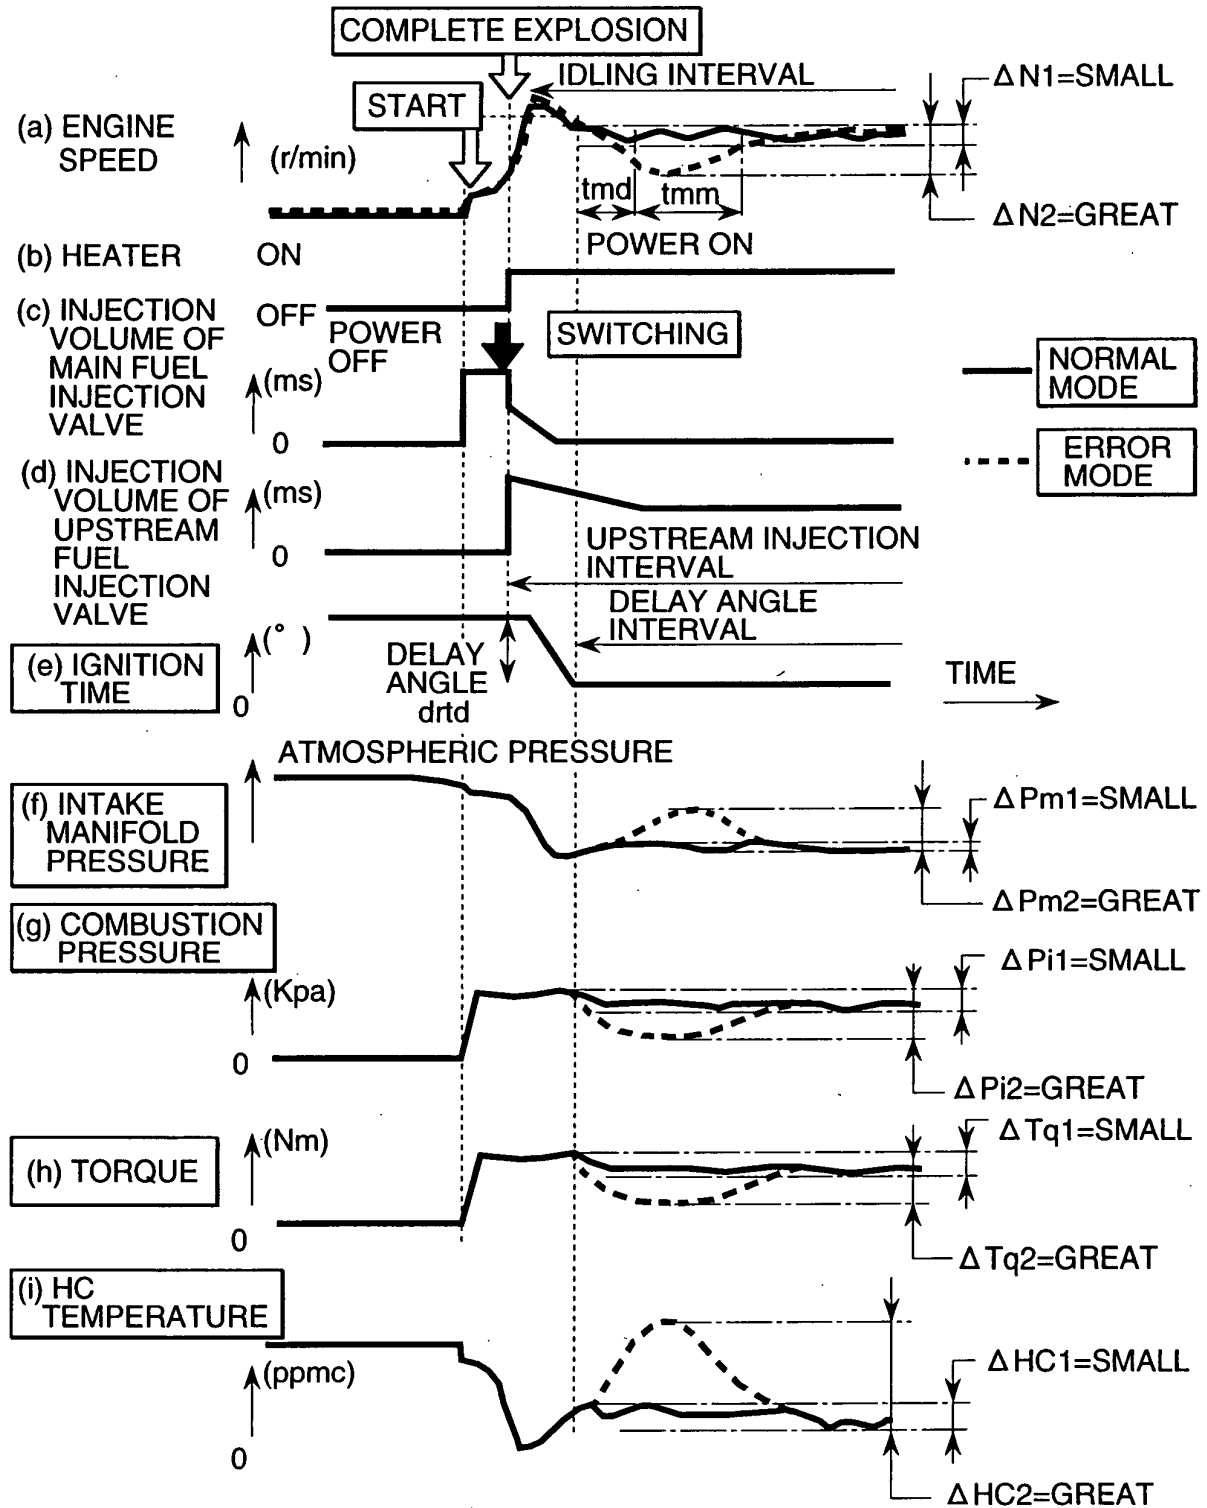 COMPLETE EXPLOSION
IDLING INTERVAL
ΔN1=SMALL
START
(a) ENGINE
SPEED
(r/min)
tmd
tmm
ΔN2=GREAT
POWER ON
(b) HEATER
ON
OFF
POWER
OFF
(c) INJECTION
VOLUME OF
MAIN FUEL
INJECTION
VALVE
SWITCHING
(ms)
0
NORMAL
MODE
ERROR
MODE
(d) INJECTION
VOLUME OF
UPSTREAM
FUEL
INJECTION
VALVE
(ms)
0
UPSTREAM INJECTION
INTERVAL
DELAY ANGLE
INTERVAL
(°)
(e) IGNITION
TIME
0
DELAY
ANGLE
drtd
TIME
ATMOSPHERIC PRESSURE
(f) INTAKE
MANIFOLD
PRESSURE
ΔPm1=SMALL
ΔPm2=GREAT
(g) COMBUSTION
PRESSURE
(Kpa)
0
ΔPi1=SMALL
ΔPi2=GREAT
(h) TORQUE
(Nm)
0
ΔTq1=SMALL
ΔTq2=GREAT
(i) HC
TEMPERATURE
(ppmc)
0
ΔHC1=SMALL
ΔHC2=GREAT